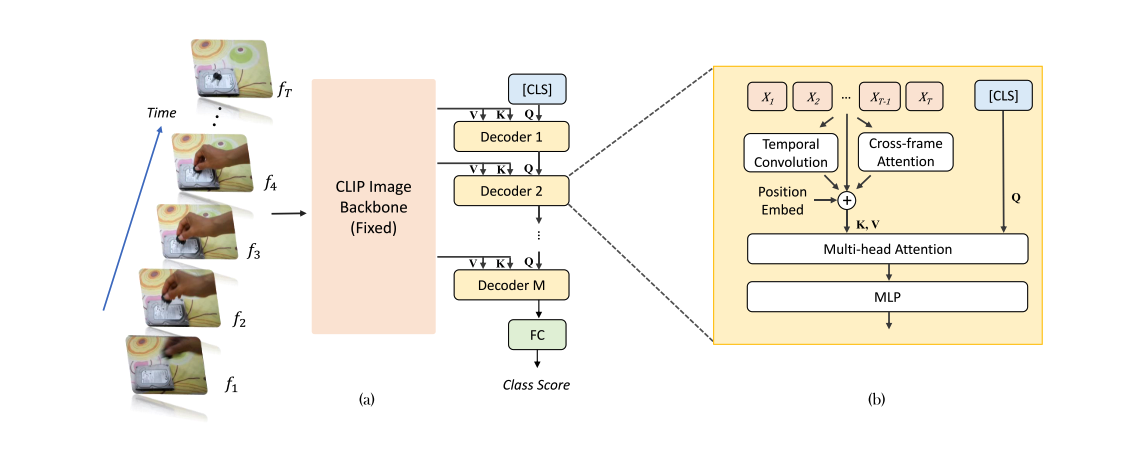 Time
f_T
f_4
f_3
f_2
f_1
CLIP Image
Backbone
(Fixed)
[CLS]
V K Q
Decoder 1
V K Q
Decoder 2
...
V K Q
Decoder M
FC
Class Score
(a)
X_1 X_2 ... X_T-1 X_T [CLS]
Temporal
Convolution
Cross-frame
Attention
Position
Embed
+
Q
K, V
Multi-head Attention
MLP
(b)